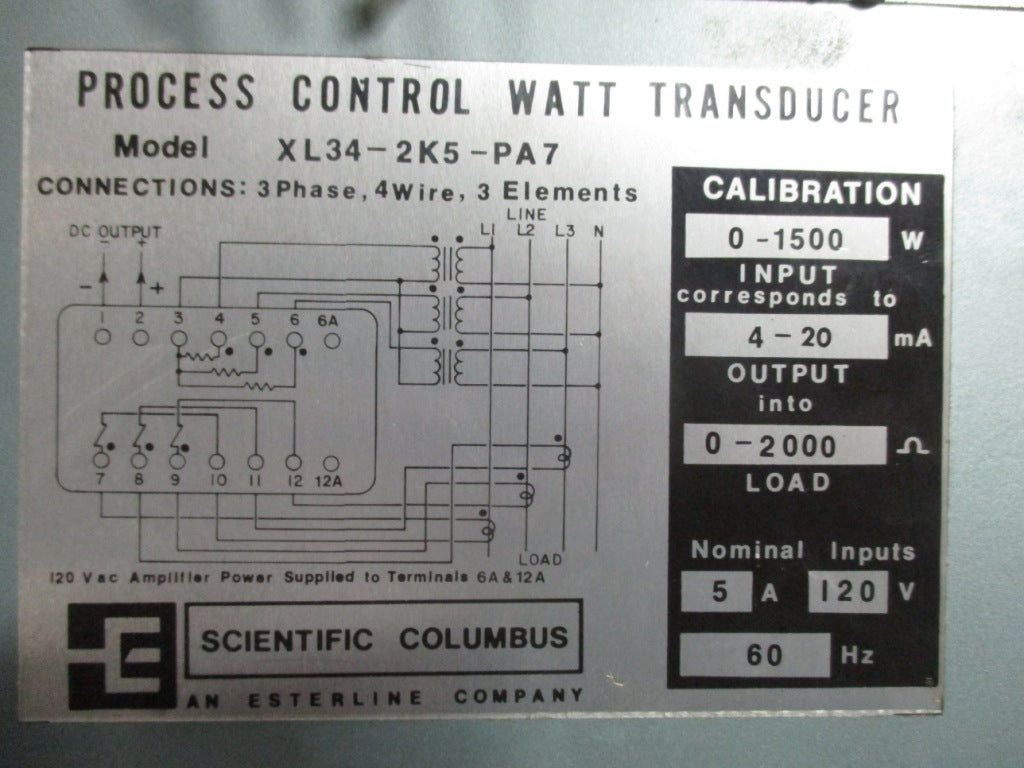 PROCESS CONTROL WATT TRANSDUCER
Model XL34-2K5-PA7
CONNECTIONS: 3 Phase, 4 Wire, 3 Elements
DC OUTPUT
- +
- +
LINE
L1 L2 L3 N
1 2 3 4 5 6 6A
7 8 9 10 11 12 12A
LOAD
120 Vac Amplifier Power Supplied to Terminals 6A & 12A
SCIENTIFIC COLUMBUS
AN ESTERLINE COMPANY
CALIBRATION
0-1500 W
INPUT
corresponds to
4-20 mA
OUTPUT
into
0-2000 Ω
LOAD
Nominal Inputs
5 A 120 V
60 Hz